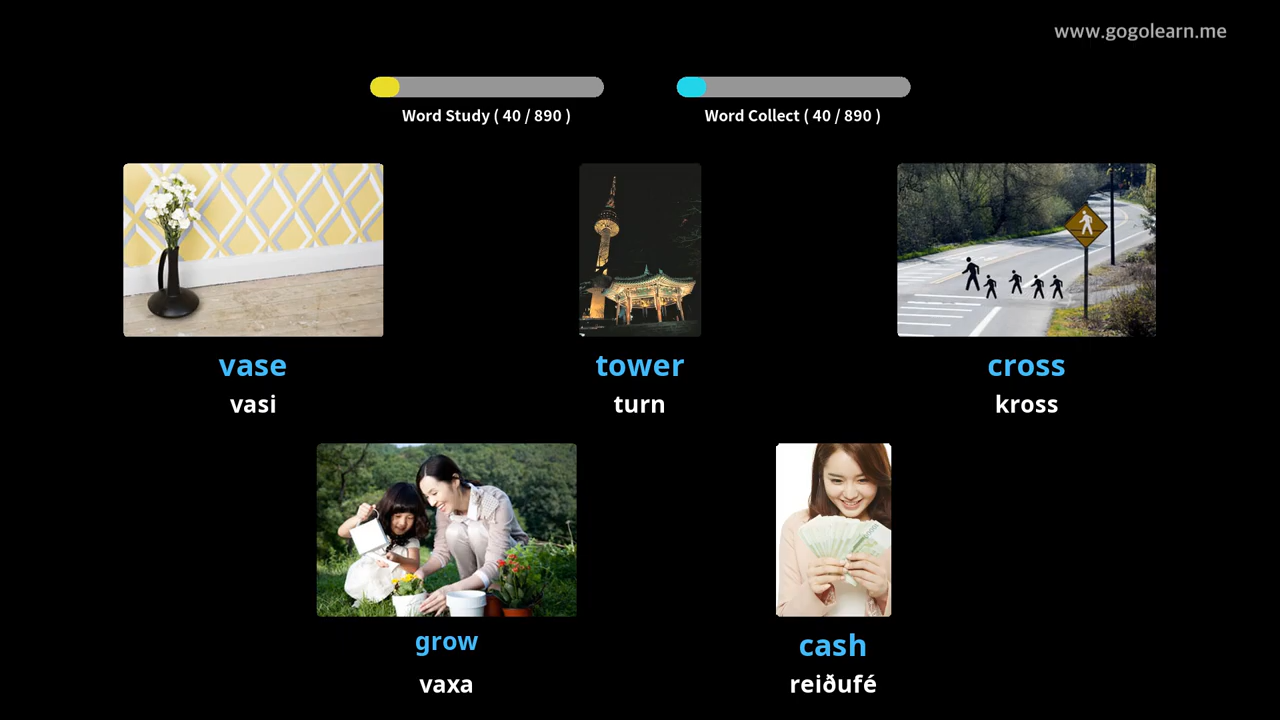 www.gogolearn.me
Word Study ( 40 / 890 )
Word Collect ( 40 / 890 )
vase
vasi
tower
turn
cross
kross
grow
vaxa
cash
reiðufé